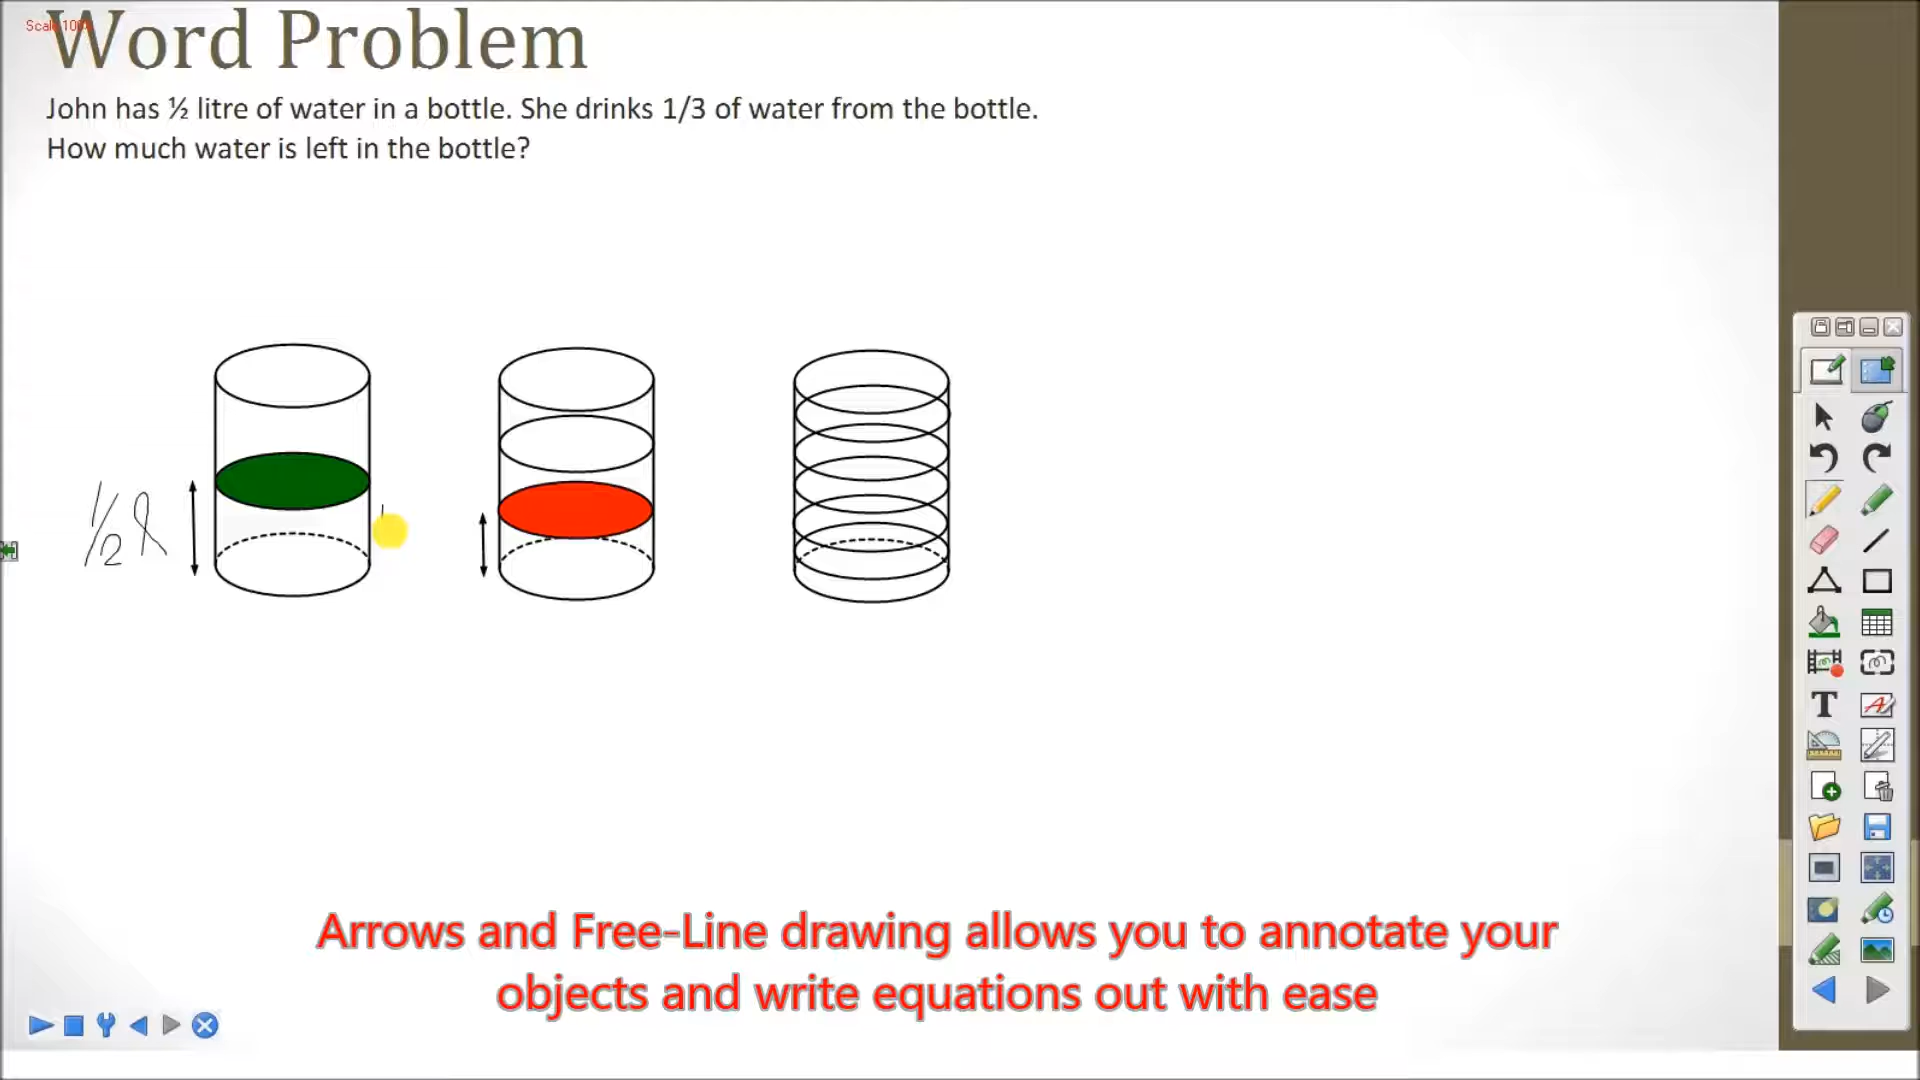 Scale 100%
Word Problem
John has ½ litre of water in a bottle. She drinks 1/3 of water from the bottle.
How much water is left in the bottle?
1/2 l
T
Arrows and Free-Line drawing allows you to annotate your
objects and write equations out with ease